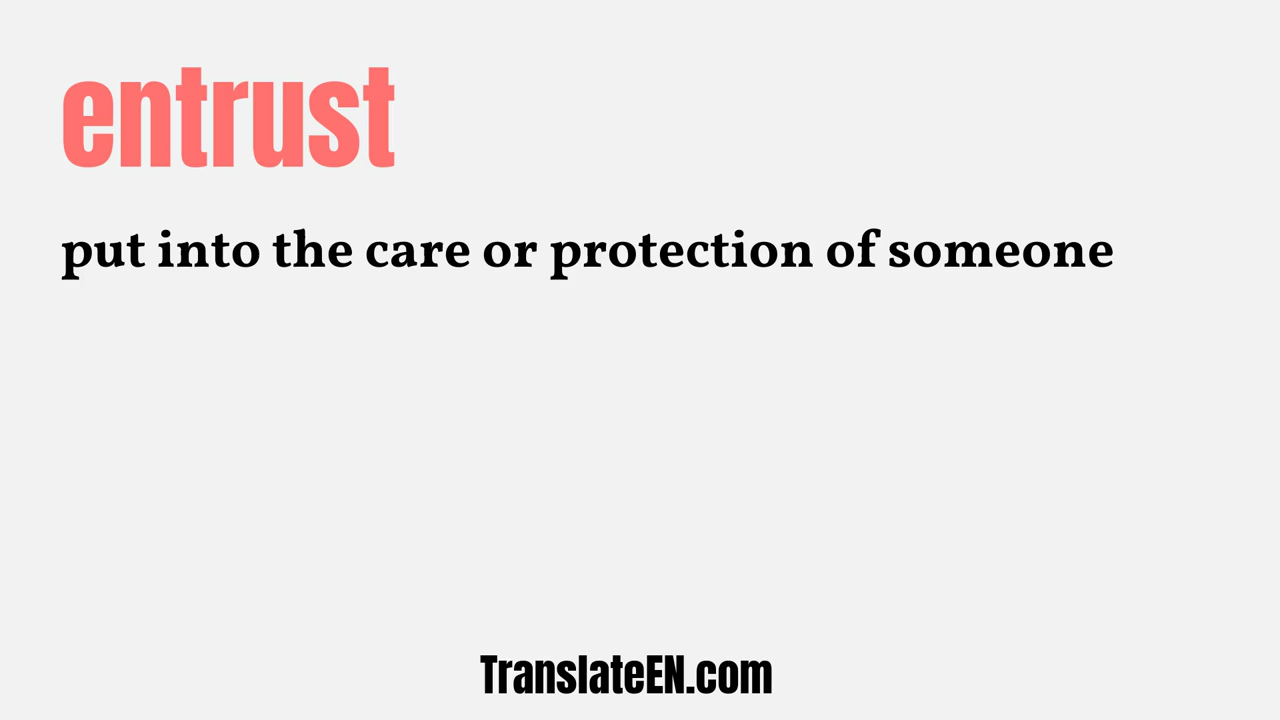 entrust
put into the care or protection of someone
TranslateEN.com